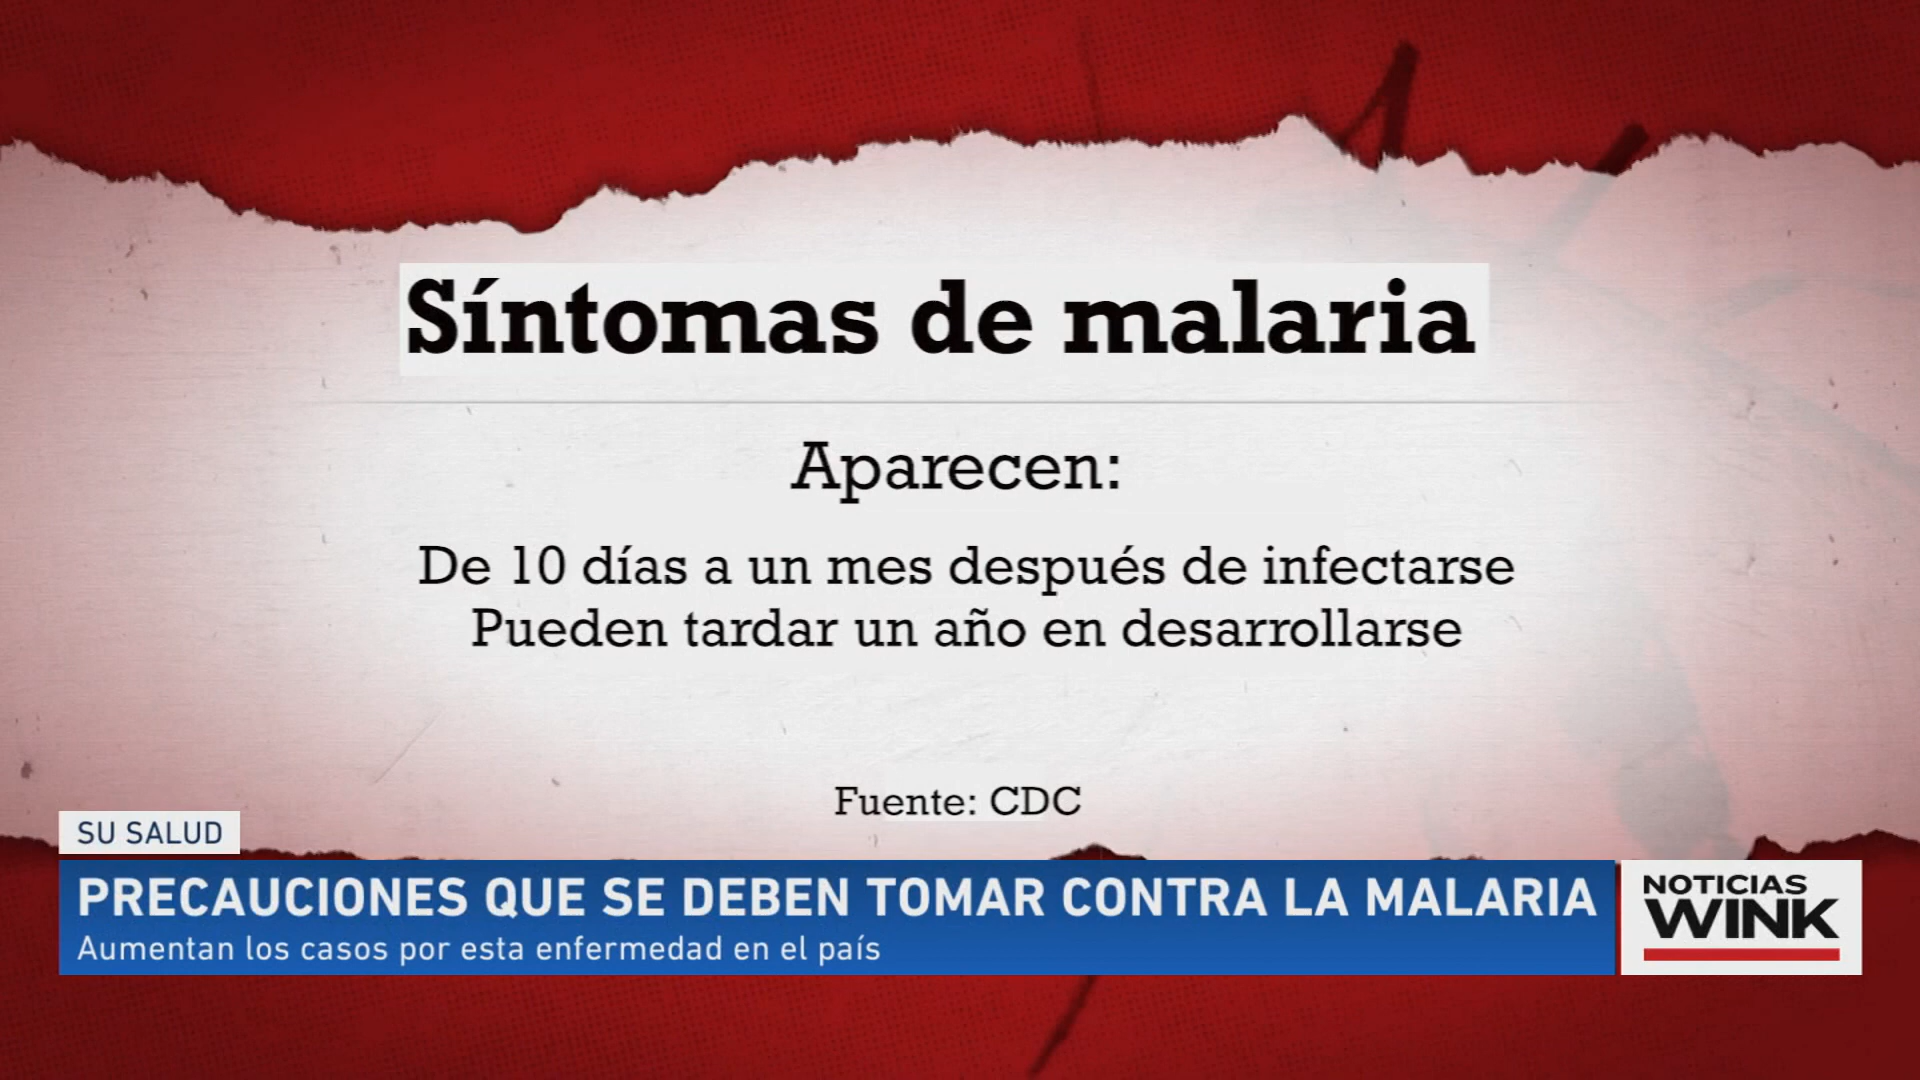 Síntomas de malaria
Aparecen:
De 10 días a un mes después de infectarse
Pueden tardar un año en desarrollarse
Fuente: CDC
SU SALUD
PRECAUCIONES QUE SE DEBEN TOMAR CONTRA LA MALARIA
Aumentan los casos por esta enfermedad en el país
NOTICIAS
WINK